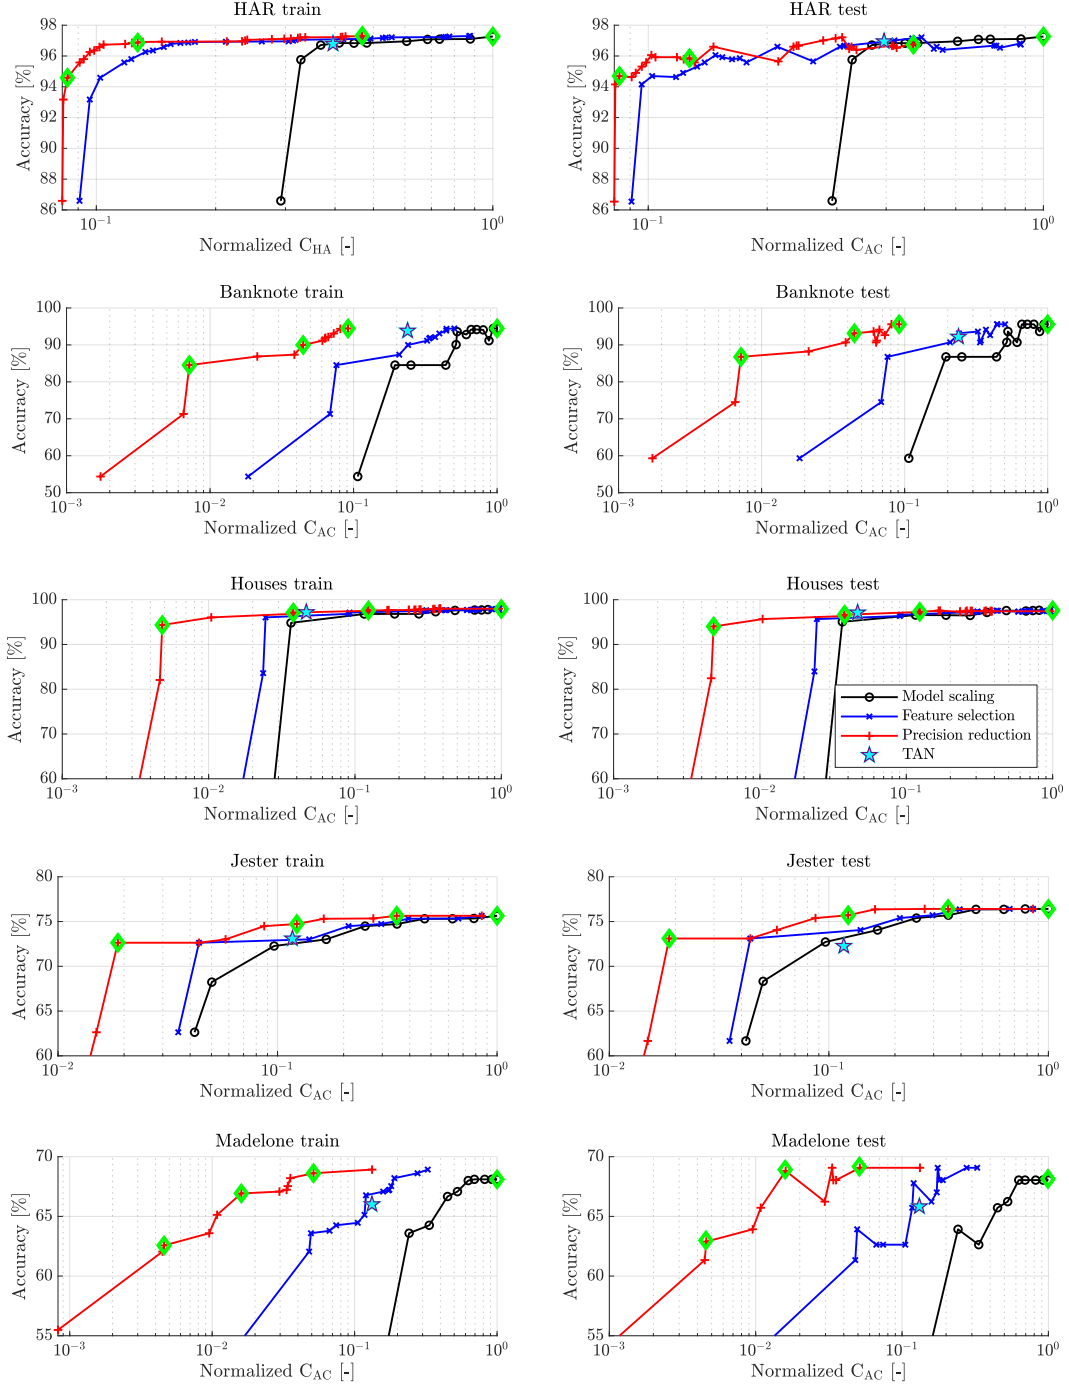 HAR train
98
96
94
92
90
88
86
Accuracy [%]
10⁻¹
10⁰
Normalized C_HA [-]
HAR test
98
96
94
92
90
88
86
Accuracy [%]
10⁻¹
10⁰
Normalized C_AC [-]
Banknote train
100
90
80
70
60
50
Accuracy [%]
10⁻³
10⁻²
10⁻¹
10⁰
Normalized C_AC [-]
Banknote test
100
90
80
70
60
50
Accuracy [%]
10⁻³
10⁻²
10⁻¹
10⁰
Normalized C_AC [-]
Houses train
100
90
80
70
60
Accuracy [%]
10⁻³
10⁻²
10⁻¹
10⁰
Normalized C_AC [-]
Houses test
100
90
80
70
60
Accuracy [%]
Model scaling
Feature selection
Precision reduction
TAN
10⁻³
10⁻²
10⁻¹
10⁰
Normalized C_AC [-]
Jester train
80
75
70
65
60
Accuracy [%]
10⁻²
10⁻¹
10⁰
Normalized C_AC [-]
Jester test
80
75
70
65
60
Accuracy [%]
10⁻²
10⁻¹
10⁰
Normalized C_AC [-]
Madelone train
70
65
60
55
Accuracy [%]
10⁻³
10⁻²
10⁻¹
10⁰
Normalized C_AC [-]
Madelone test
70
65
60
55
Accuracy [%]
10⁻²
10⁻¹
10⁰
Normalized C_AC [-]